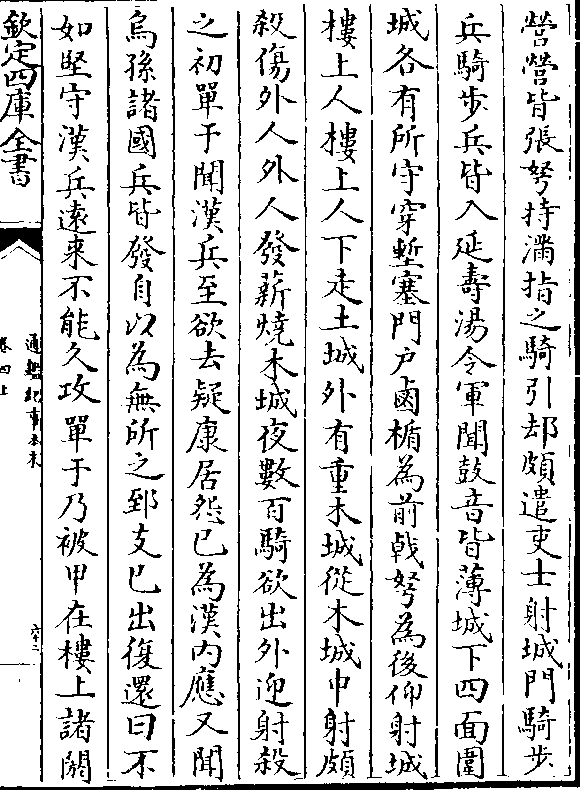 營營皆張弩持滿指之騎引却頗遣吏士射城門騎步
兵騎步兵皆入延壽湯令軍聞鼓音皆薄城下四面圍
城各有所守穿塹塞門户鹵楯為前㦸弩為後仰射城
樓上人樓上人下走土城外有重木城從木城中射頗
殺傷外人外人發薪燒木城夜數百騎欲出外迎射殺
之初單于聞漢兵至欲去疑康居怨已為漢内應又聞
烏孫諸國兵皆發自以為無所之郅支已出復還曰不
如堅守漢兵遠來不能久攻單于乃被甲在樓上諸閼
欽定四庫全書
通鑑紀事本末
卷四上
六十二